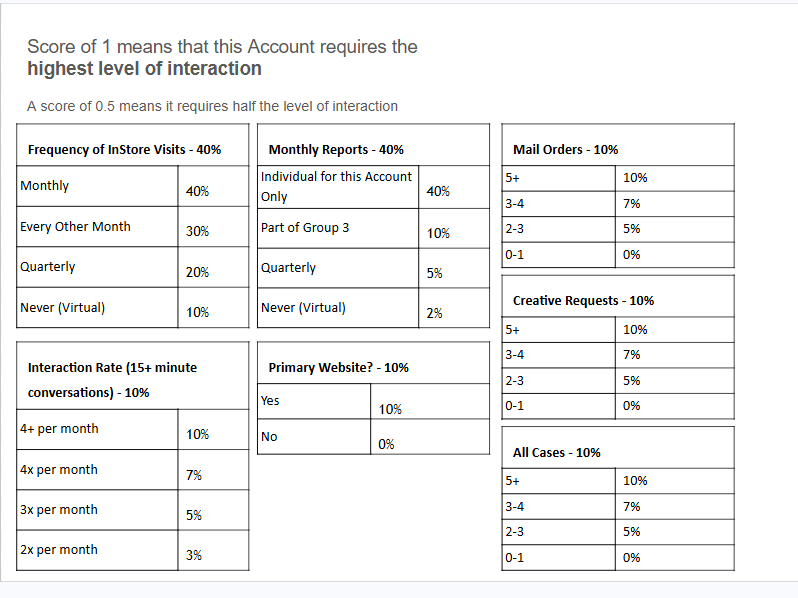 Score of 1 means that this Account requires the
highest level of interaction
A score of 0.5 means it requires half the level of interaction
Frequency of InStore Visits - 40%
Monthly 40%
Every Other Month 30%
Quarterly 20%
Never (Virtual) 10%
Interaction Rate (15+ minute
conversations) - 10%
4+ per month 10%
4x per month 7%
3x per month 5%
2x per month 3%
Monthly Reports - 40%
Individual for this Account
Only 40%
Part of Group 3 10%
Quarterly 5%
Never (Virtual) 2%
Primary Website? - 10%
Yes 10%
No 0%
Mail Orders - 10%
5+ 10%
3-4 7%
2-3 5%
0-1 0%
Creative Requests - 10%
5+ 10%
3-4 7%
2-3 5%
0-1 0%
All Cases - 10%
5+ 10%
3-4 7%
2-3 5%
0-1 0%